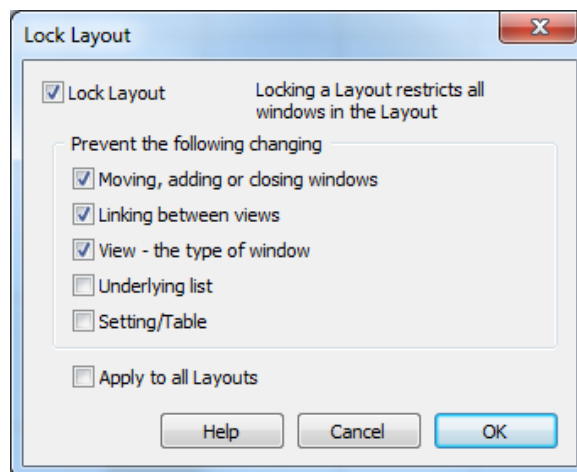 Lock Layout
Lock Layout
Locking a Layout restricts all
windows in the Layout
Prevent the following changing
Moving, adding or closing windows
Linking between views
View - the type of window
Underlying list
Setting/Table
Apply to all Layouts
Help
Cancel
OK